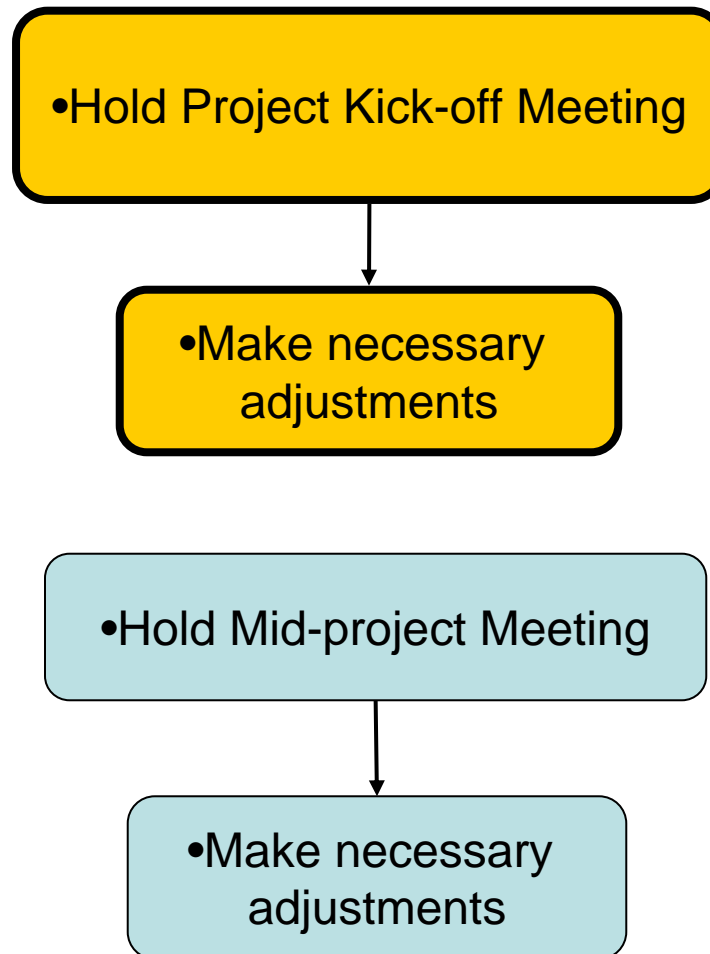 •Hold Project Kick-off Meeting
•Make necessary
adjustments
•Hold Mid-project Meeting
•Make necessary
adjustments